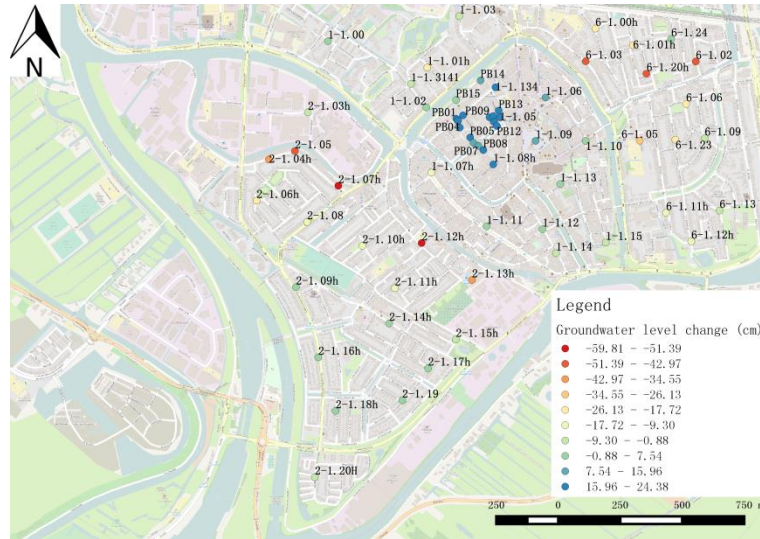 1-1.03
6-1.00h
6-1.24
1-1.00
6-1.01h
6-1.03
6-1.02
1-1.01h
6-1.20h
1-1.3141
PB14
1-1.134
PB15
1-1.06
6-1.06
1-1.02
2-1.03h
PB01
PB09
PB13
1-1.05
PB04
PB05
PB12
1-1.09
6-1.05
6-1.09
1-1.10
6-1.23
2-1.05
PB07
PB08
2-1.04h
1-1.07h
1-1.08h
2-1.07h
1-1.13
2-1.06h
6-1.11h
6-1.13
2-1.08
1-1.11
1-1.12
2-1.10h
2-1.12h
1-1.14
1-1.15
6-1.12h
2-1.09h
2-1.11h
2-1.13h
2-1.14h
2-1.15h
2-1.16h
2-1.17h
2-1.18h
2-1.19
2-1.20H
N
Legend
Groundwater level change (cm)
-59.81 - -51.39
-51.39 - -42.97
-42.97 - -34.55
-34.55 - -26.13
-26.13 - -17.72
-17.72 - -9.30
-9.30 - -0.88
-0.88 - 7.54
7.54 - 15.96
15.96 - 24.38
250 0 250 500 750 m